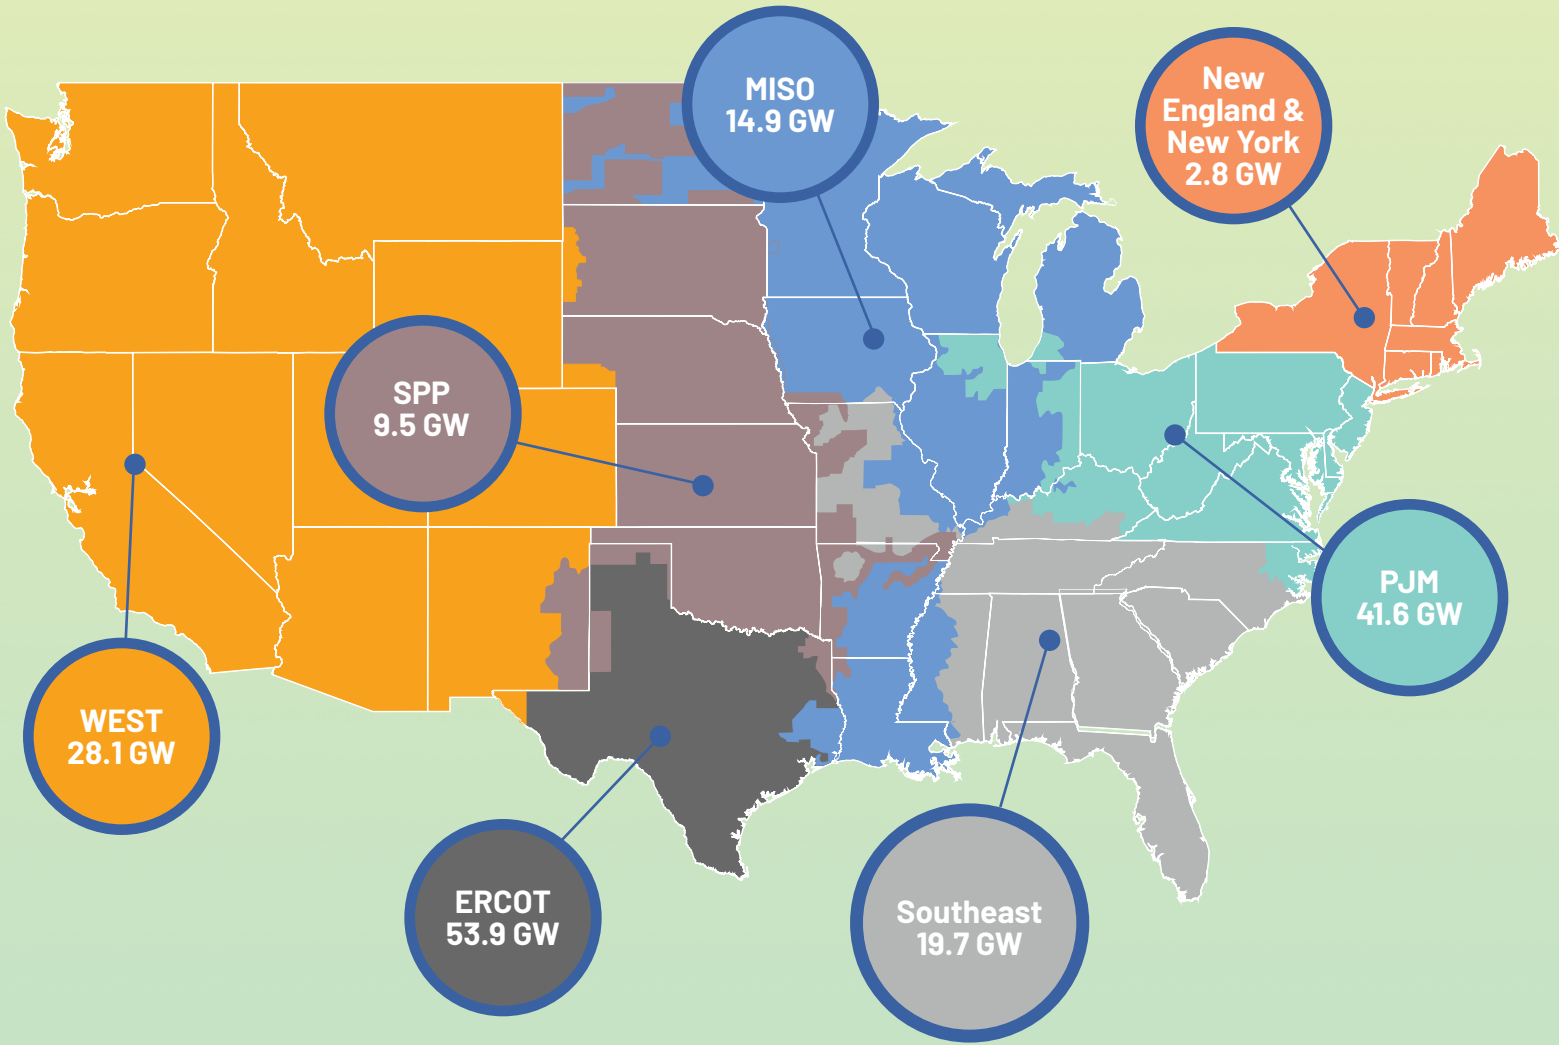 MISO
14.9 GW
New
England &
New York
2.8 GW
SPP
9.5 GW
PJM
41.6 GW
WEST
28.1 GW
ERCOT
53.9 GW
Southeast
19.7 GW